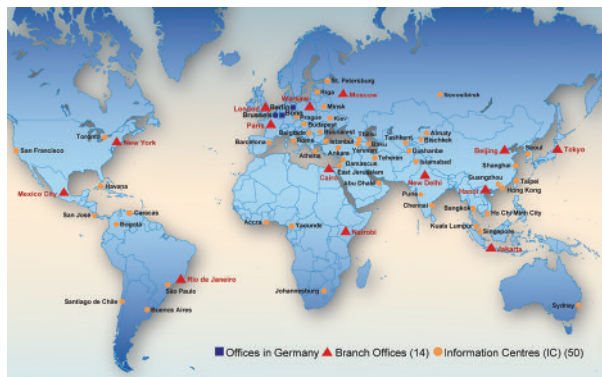 St. Petersburg
Riga
Moscow
Novosibirsk
Warsaw
London
Berlin
Minsk
Brussels
Bonn
Kiev
Prague
Paris
Budapest
Toronto
New York
Belgrade
Bucharest
Tbilisi
Tashkent
Almaty
Bischkek
Beijing
Seoul
Tokyo
San Francisco
Barcelona
Rome
Istanbul
Baku
Yerevan
Dushanbe
Ankara
Athens
Teheran
Islamabad
Shanghai
Damascus
East Jerusalem
Guangzhou
Cairo
New Delhi
Taipei
Mexico City
Havana
Abu Dhabi
Hanoi
Hong Kong
Pune
San José
Caracas
Chennai
Bangkok
Ho Chi Minh City
Bogotá
Accra
Yaoundé
Kuala Lumpur
Singapore
Nairobi
Jakarta
Rio de Janeiro
São Paulo
Johannesburg
Santiago de Chile
Buenos Aires
Sydney
Offices in Germany Branch Offices (14) Information Centres (IC) (50)